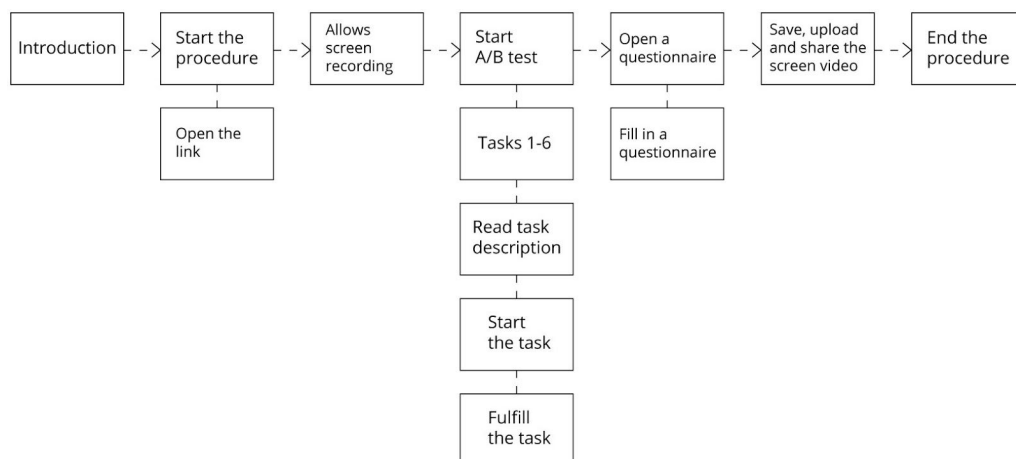 Introduction
Start the
procedure
Allows
screen
recording
Start
A/B test
Open a
questionnaire
Save, upload
and share the
screen video
End the
procedure
Open the
link
Tasks 1-6
Fill in a
questionnaire
Read task
description
Start
the task
Fulfill
the task